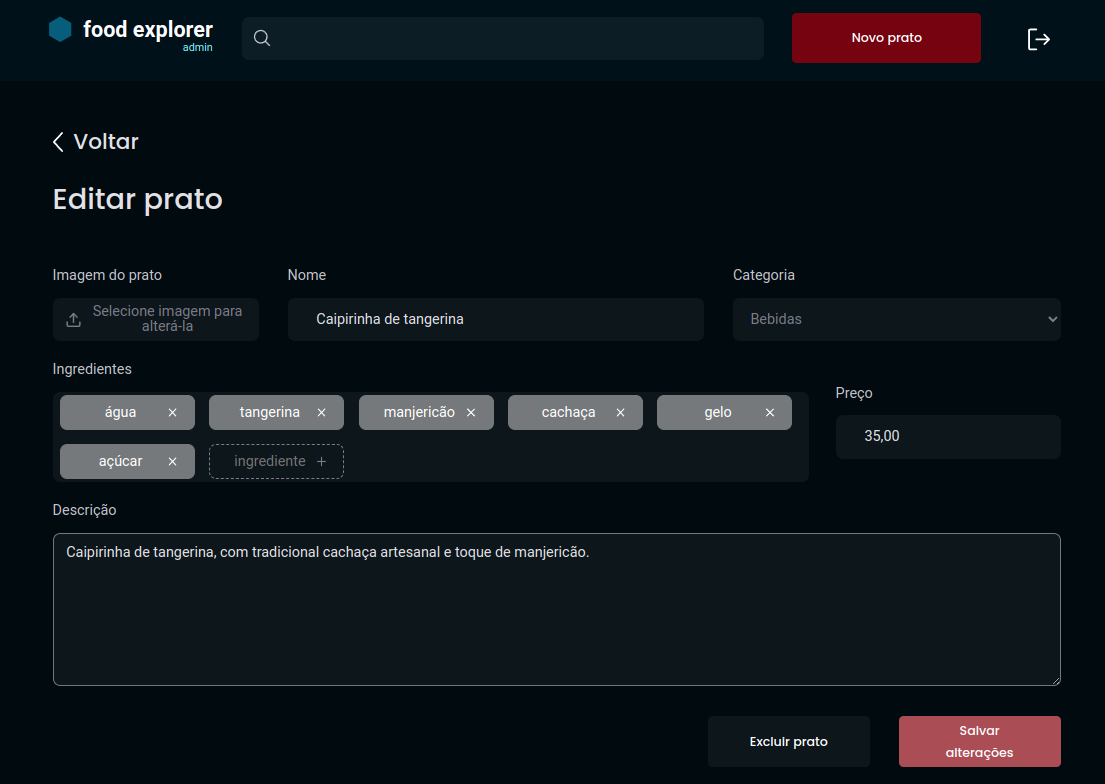 food explorer
admin
Novo prato
Voltar
Editar prato
Imagem do prato
Nome
Categoria
Selecione imagem para
alterá-la
Caipirinha de tangerina
Bebidas
Ingredientes
Preço
água
tangerina
manjericão
cachaça
gelo
35,00
açúcar
ingrediente
Descrição
Caipirinha de tangerina, com tradicional cachaça artesanal e toque de manjericão.
Excluir prato
Salvar
alterações